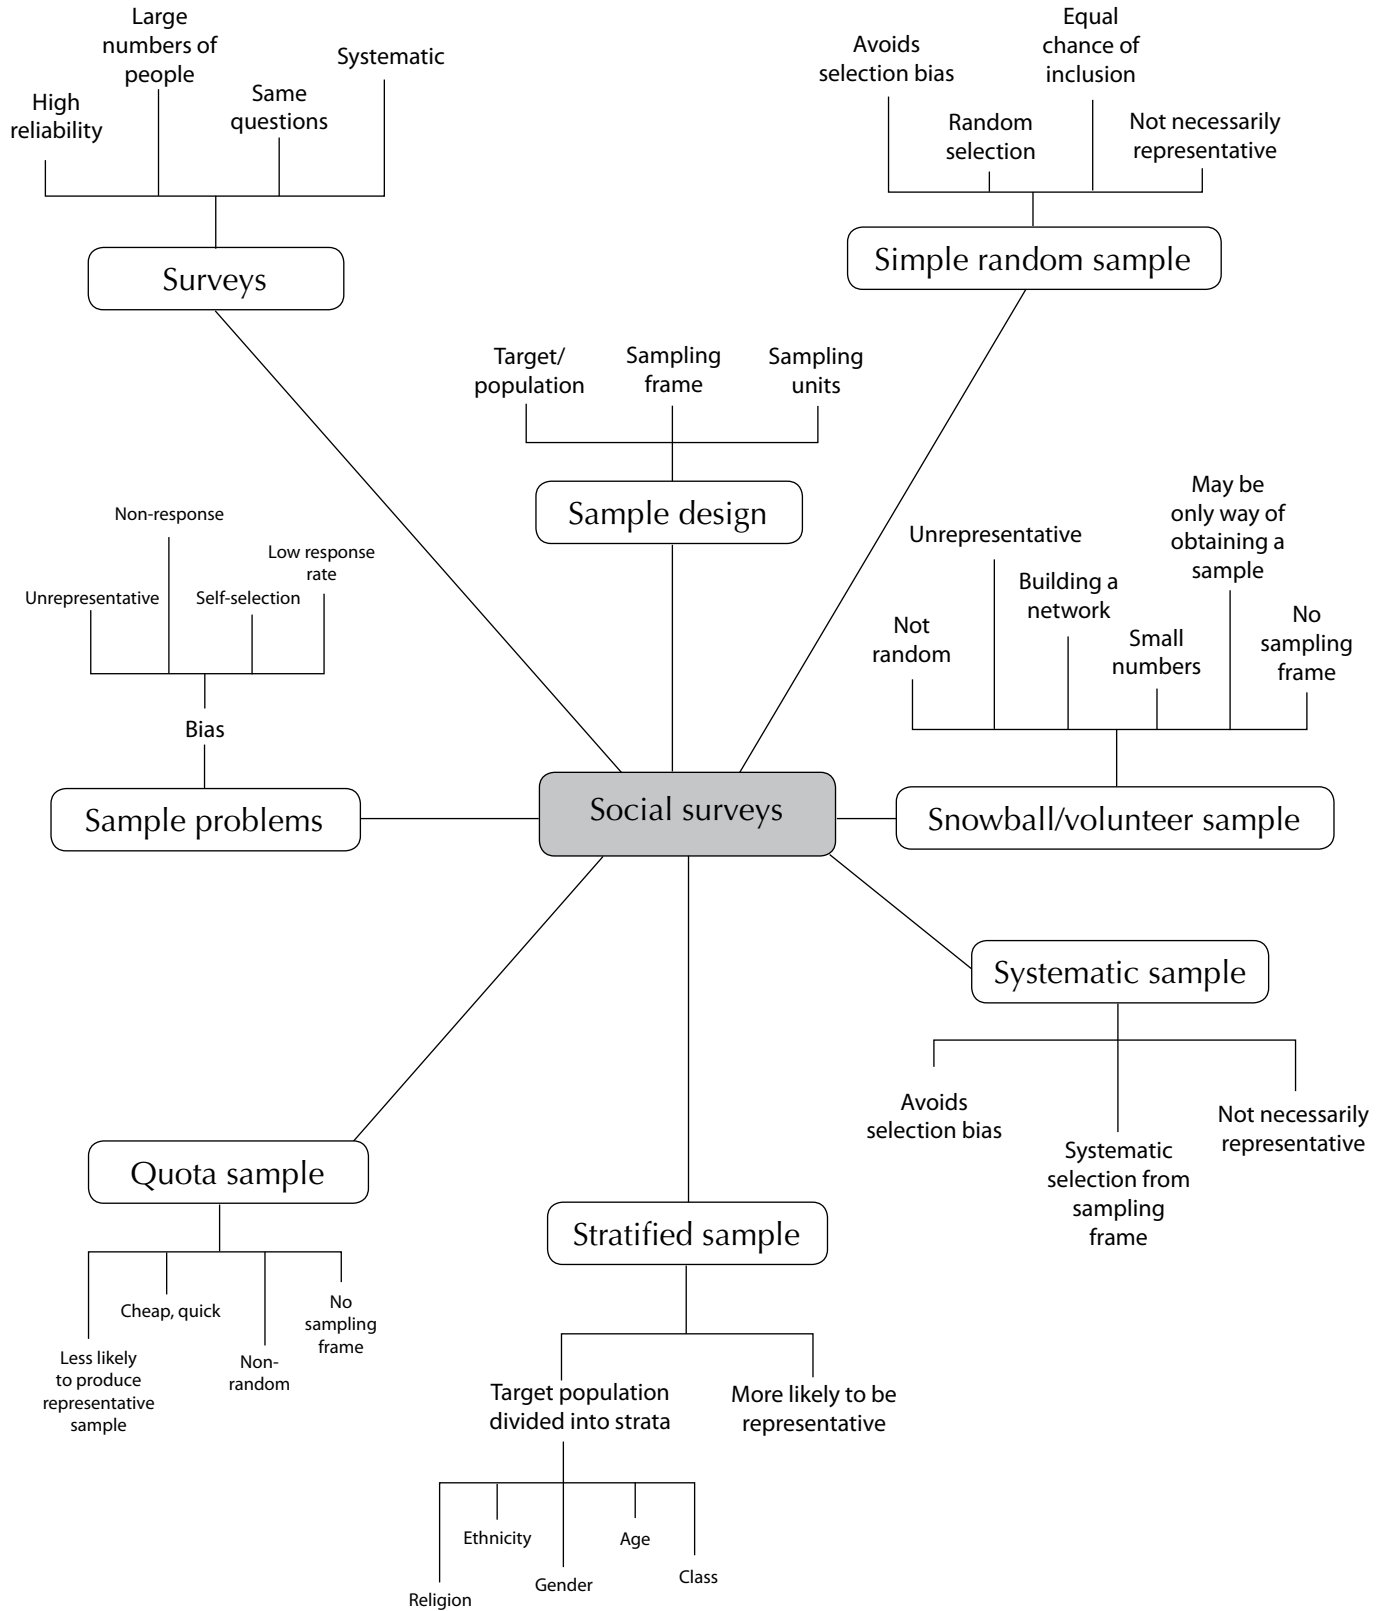 Large
numbers of
people
High
reliability
Same
questions
Systematic
Surveys
Avoids
selection bias
Random
selection
Equal
chance of
inclusion
Not necessarily
representative
Simple random sample
Target/
population
Sampling
frame
Sampling
units
Sample design
Non-response
Low response
rate
Unrepresentative
Self-selection
Bias
Sample problems
Social surveys
Not
random
Unrepresentative
Building a
network
Small
numbers
May be
only way of
obtaining a
sample
No
sampling
frame
Snowball/volunteer sample
Systematic sample
Avoids
selection bias
Systematic
selection from
sampling
frame
Not necessarily
representative
Quota sample
Less likely
to produce
representative
sample
Cheap, quick
Non-
random
No
sampling
frame
Stratified sample
Target population
divided into strata
More likely to be
representative
Religion
Ethnicity
Gender
Age
Class